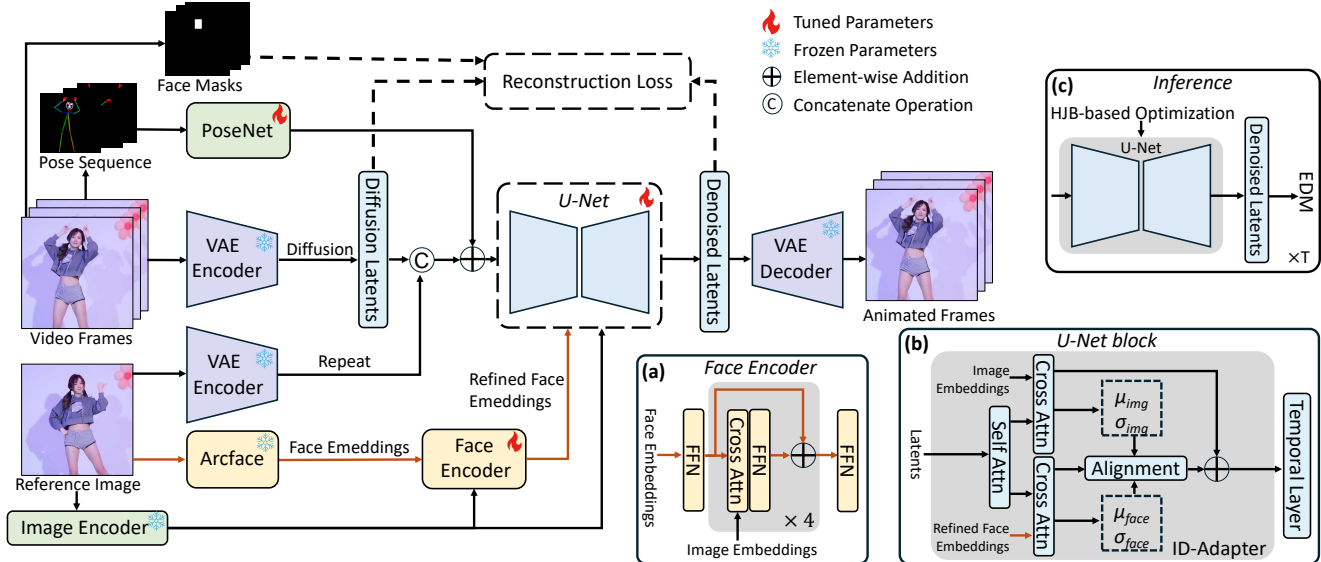 Face Masks
Pose Sequence
PoseNet
Video Frames
VAE
Encoder
Diffusion
Diffusion Latents
Reconstruction Loss
Tuned Parameters
Frozen Parameters
Element-wise Addition
C
Concatenate Operation
C
U-Net
Denoised Latents
VAE
Decoder
Animated Frames
VAE
Encoder
Repeat
Reference Image
Arcface
Face Emeddings
Face
Encoder
Refined Face
Emeddings
Image Encoder
(a)
Face Encoder
Face Embeddings
FFN
Cross Attn
FFN
FFN
× 4
Image Embeddings
(c)
Inference
HJB-based Optimization
U-Net
Denoised Latents
EDM
×T
(b)
U-Net block
Image
Embeddings
Latents
Self Attn
Cross Attn
Cross Attn
μimg
σimg
Alignment
μface
σface
Refined Face
Embeddings
ID-Adapter
Temporal Layer